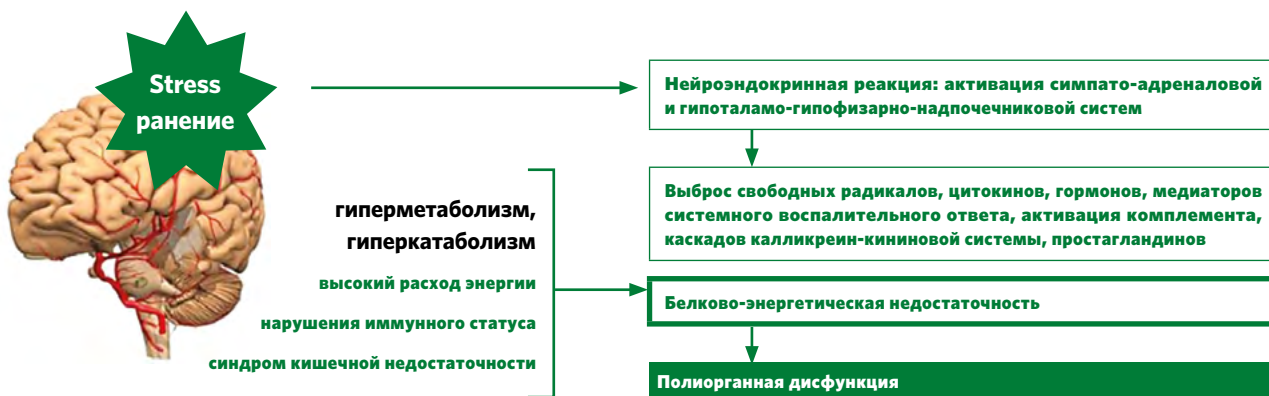 Stress
ранение
Нейроэндокринная реакция: активация симпато-адреналовой
и гипоталамо-гипофизарно-надпочечниковой систем
Выброс свободных радикалов, цитокинов, гормонов, медиаторов
системного воспалительного ответа, активация комплемента,
каскадов калликреин-кининовой системы, простагландинов
гиперметаболизм,
гиперкатаболизм
высокий расход энергии
нарушения иммунного статуса
синдром кишечной недостаточности
Белково-энергетическая недостаточность
Полиорганная дисфункция